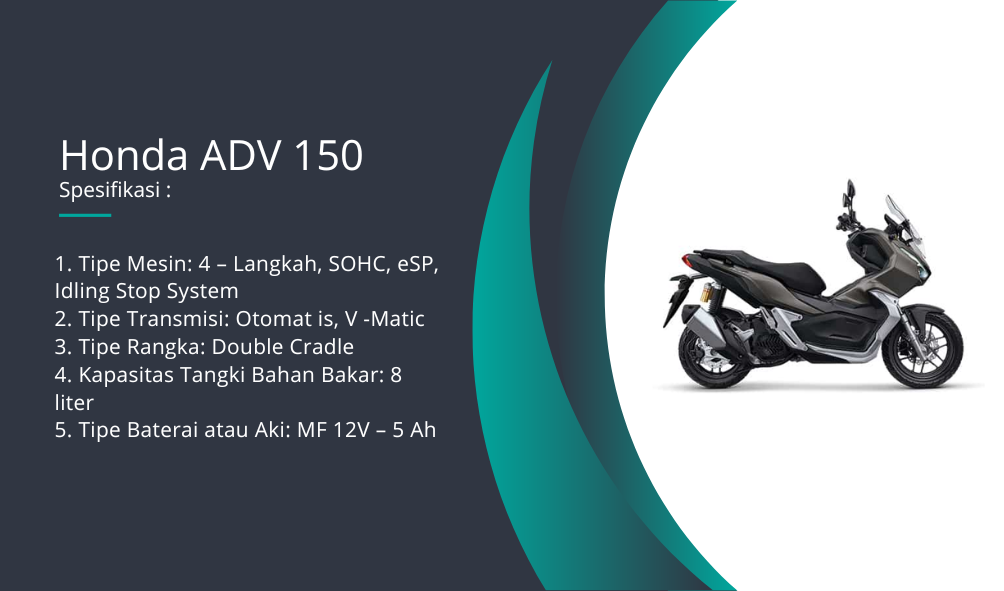 Honda ADV 150
Spesifikasi :
1. Tipe Mesin: 4 – Langkah, SOHC, eSP,
Idling Stop System
2. Tipe Transmisi: Otomat is, V -Matic
3. Tipe Rangka: Double Cradle
4. Kapasitas Tangki Bahan Bakar: 8
liter
5. Tipe Baterai atau Aki: MF 12V – 5 Ah